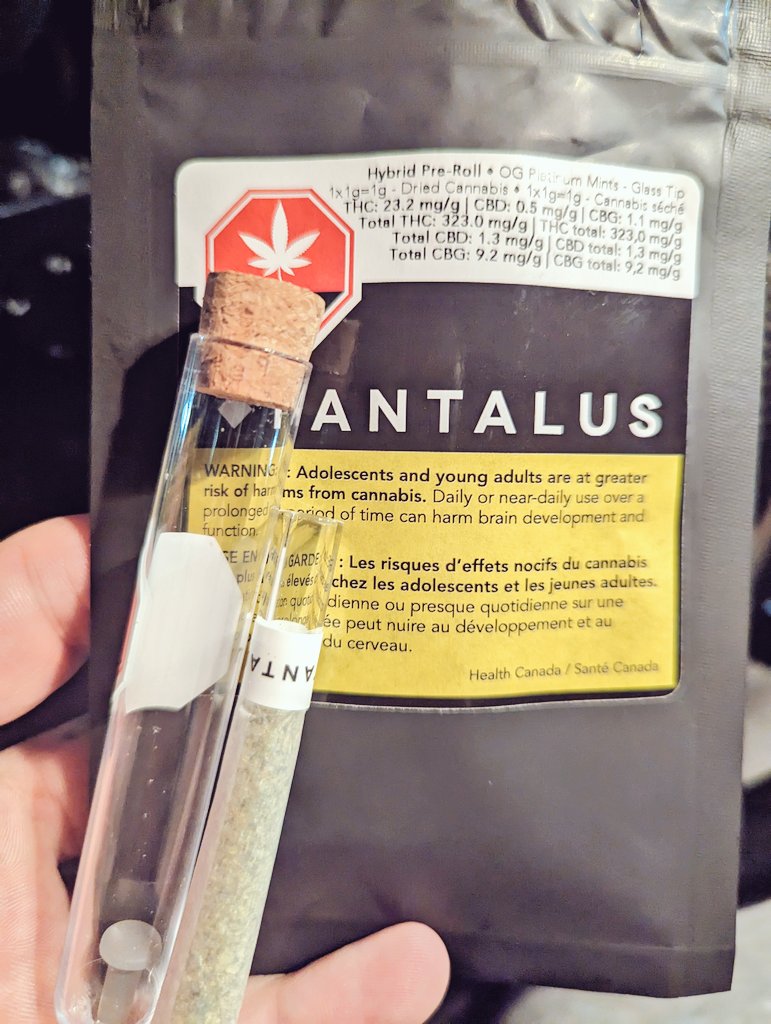 Hybrid Pre-Roll • OG Platinum Mints - Glass Tip
1x1g=1g - Dried Cannabis • 1x1g=1g - Cannabis séché
THC: 23.2 mg/g | CBD: 0.5 mg/g | CBG: 1.1 mg/g
Total THC: 323.0 mg/g | THC total: 323,0 mg/g
Total CBD: 1.3 mg/g | CBD total: 1,3 mg/g
Total CBG: 9.2 mg/g | CBG total: 9,2 mg/g
ANTALUS
WARNING : Adolescents and young adults are at greater
risk of harms from cannabis. Daily or near-daily use over a
prolonged period of time can harm brain development and
function.
GARDE : Les risques d'effets nocifs du cannabis
plus élevés chez les adolescents et les jeunes adultes.
quotidienne ou presque quotidienne sur une
ée peut nuire au développement et au
du cerveau.
Health Canada / Santé Canada
ANTA